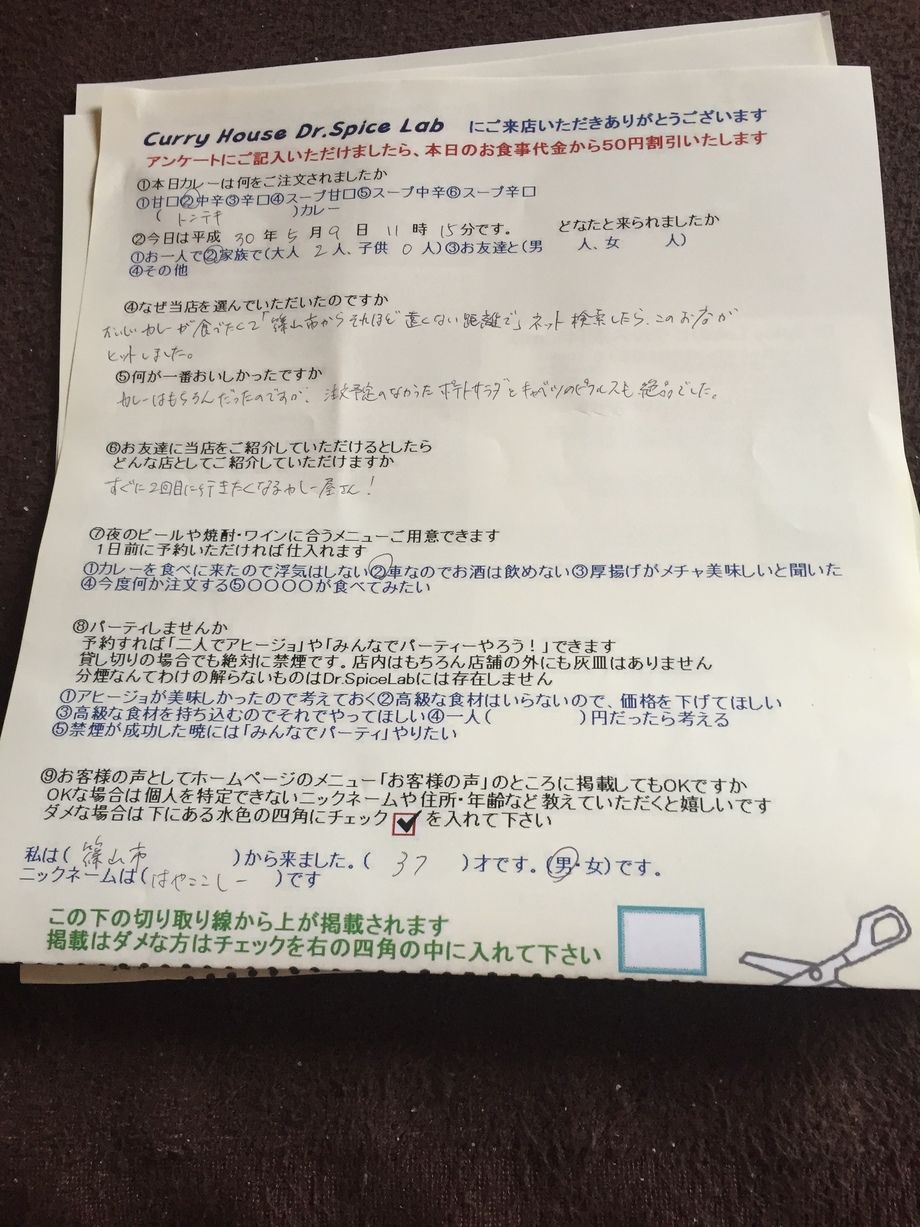 Curry House Dr.Spice Lab にご来店いただきありがとうございます
アンケートにご記入いただけましたら、本日のお食事代金から50円割引いたします
①本日カレーは何をご注文されましたか
①甘口②中辛③辛口④スープ甘口⑤スープ中辛⑥スープ辛口
( トンテキ )カレー
②今日は平成 30 年 5 月 9 日 11 時 15分です。 どなたと来られましたか
①お一人で②家族で(大人 2 人、子供 0 人)③お友達と(男 人、女 人)
④その他
④なぜ当店を選んでいただいたのですか
おいしいカレーが食べたくて「篠山市からそれほど遠くない距離で」ネット検索したら、このお店が
ヒットしました。
⑤何が一番おいしかったですか
カレーはもちろんだったのですが、注文予定のなかったポテトサラダとキャベツのピクルスも絶品でした。
⑥お友達に当店をご紹介していただけるとしたら
どんな店としてご紹介していただけますか
すぐに2回目に行きたくなるカレー屋さん!
⑦夜のビールや焼酎・ワインに合うメニューご用意できます
1日前に予約いただければ仕入れます
①カレーを食べに来たので浮気はしない②車なのでお酒は飲めない③厚揚げがメチャ美味しいと聞いた
④今度何か注文する⑤〇〇〇〇が食べてみたい
⑧パーティしませんか
予約すれば「二人でアヒージョ」や「みんなでパーティーやろう!」できます
貸し切りの場合でも絶対に禁煙です。店内はもちろん店舗の外にも灰皿はありません
分煙なんてわけの解らないものはDr.SpiceLabには存在しません
①アヒージョが美味しかったので考えておく②高級な食材はいらないので、価格を下げてほしい
③高級な食材を持ち込むのでそれでやってほしい④一人( )円だったら考える
⑤禁煙が成功した暁には「みんなでパーティ」やりたい
⑨お客様の声としてホームページのメニュー「お客様の声」のところに掲載してもOKですか
OKな場合は個人を特定できないニックネームや住所・年齢など教えていただくと嬉しいです
ダメな場合は下にある水色の四角にチェック を入れて下さい
私は( 篠山市 )から来ました。( 37 )才です。(男・女)です。
ニックネームは(はやここしー )です
この下の切り取り線から上が掲載されます
掲載はダメな方はチェックを右の四角の中に入れて下さい